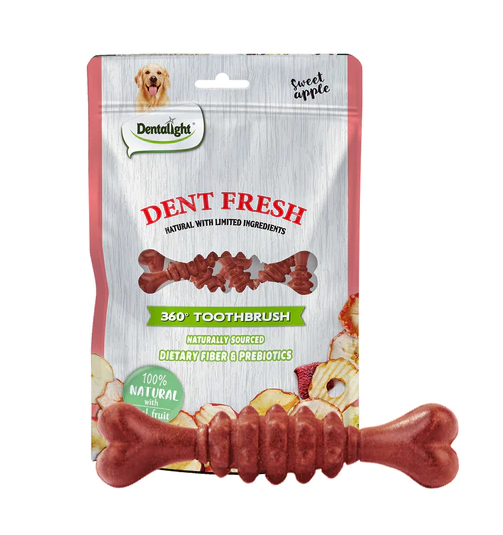 Sweet
apple
Dentalight
DENT FRESH
NATURAL WITH LIMITED INGREDIENTS
360° TOOTHBRUSH
NATURALLY SOURCED
DIETARY FIBER & PREBIOTICS
100%
NATURAL
with
fruit